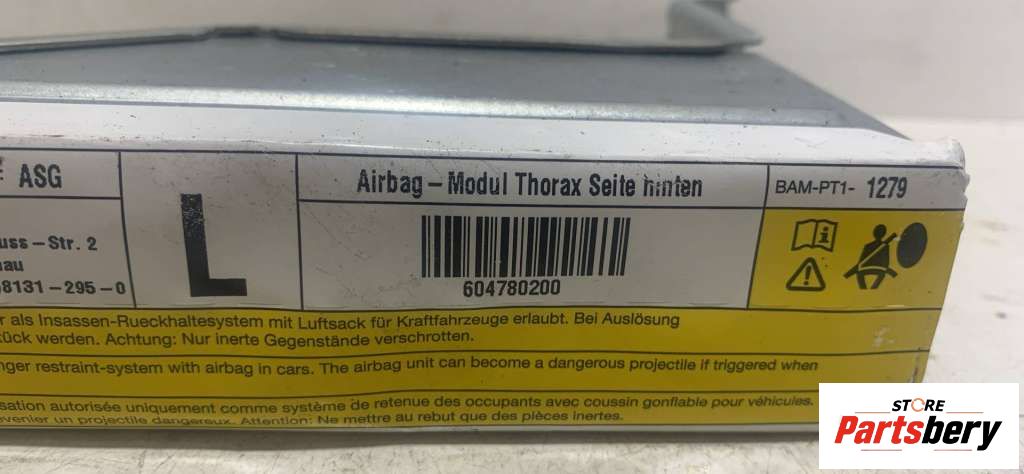 ASG
L
Airbag – Modul Thorax Seite hinten
BAM-PT1- 1279
uss – Str. 2
8131 – 295 – 0
604780200
r als Insassen-Rueckhaltesystem mit Luftsack für Kraftfahrzeuge erlaubt. Bei Auslösung
tück werden. Achtung: Nur inerte Gegenstände verschrotten.
nger restraint-system with airbag in cars. The airbag unit can become a dangerous projectile if triggered when
sation autorisée uniquement comme système de retenue des occupants avec coussin gonflable pour véhicules.
evenir un projectile dangereux. Attention: Ne mettre au rebut que des pièces inertes.
STORE
Partsbery